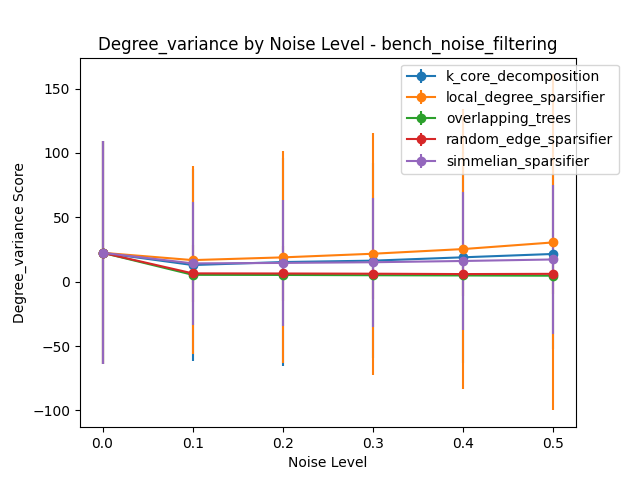 Degree_variance by Noise Level - bench_noise_filtering
k_core_decomposition
local_degree_sparsifier
overlapping_trees
random_edge_sparsifier
simmelian_sparsifier
Degree_variance Score
150
100
50
0
−50
−100
0.0 0.1 0.2 0.3 0.4 0.5
Noise Level